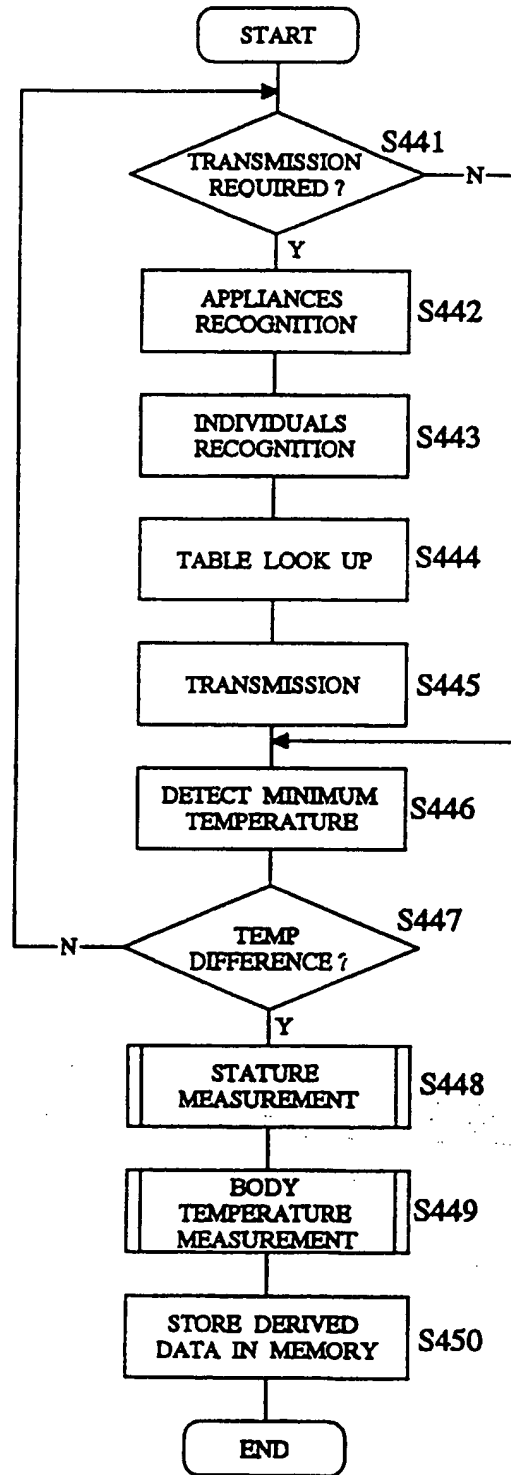 START
S441
TRANSMISSION
REQUIRED ?
N
Y
APPLIANCES
RECOGNITION
S442
INDIVIDUALS
RECOGNITION
S443
TABLE LOOK UP
S444
TRANSMISSION
S445
DETECT MINIMUM
TEMPERATURE
S446
S447
TEMP
DIFFERENCE ?
N
Y
STATURE
MEASUREMENT
S448
BODY
TEMPERATURE
MEASUREMENT
S449
STORE DERIVED
DATA IN MEMORY
S450
END